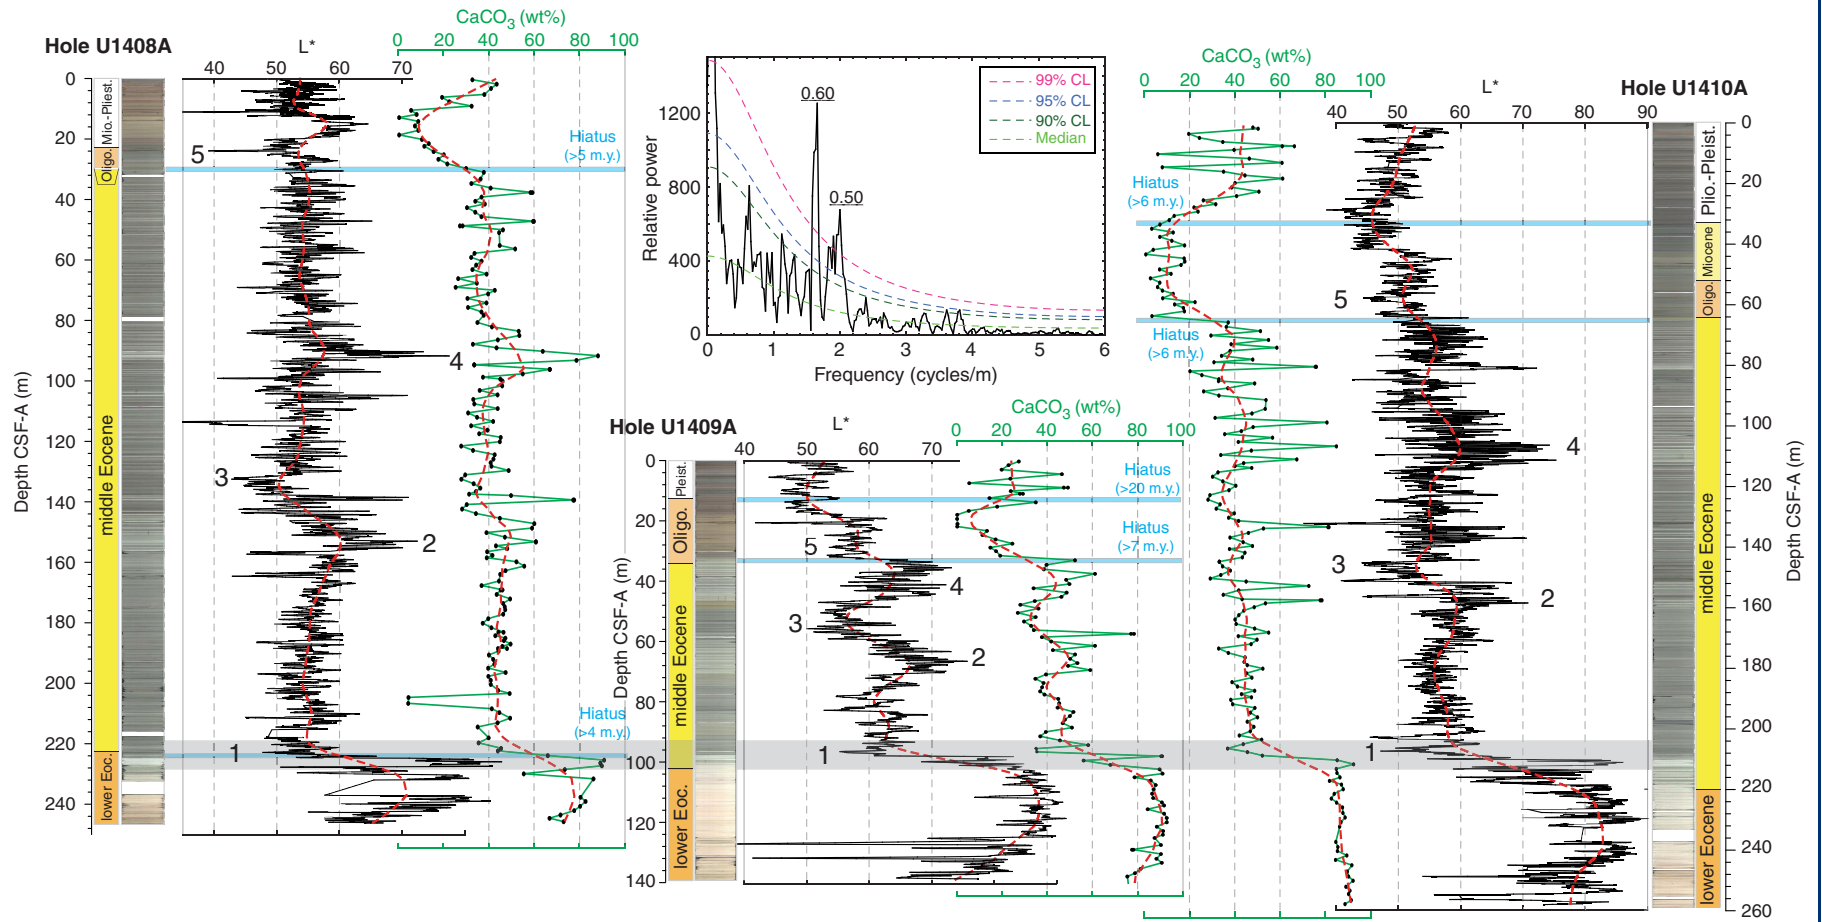 Hole U1408A
L*
CaCO3 (wt%)
0 20 40 60 80 100
40 50 60 70
Depth CSF-A (m)
0
20
40
60
80
100
120
140
160
180
200
220
240
Mio.-Pleist.
Oligo.
middle Eocene
lower Eoc.
5
4
3
2
1
Hiatus
(>5 m.y.)
Hiatus
(>4 m.y.)
Relative power
1200
800
400
0
0 1 2 3 4 5 6
Frequency (cycles/m)
0.60
0.50
99% CL
95% CL
90% CL
Median
Hole U1409A
L*
CaCO3 (wt%)
0 20 40 60 80 100
40 50 60 70
Depth CSF-A (m)
0
20
40
60
80
100
120
140
Pleist.
Oligo.
middle Eocene
lower Eoc.
5
4
3
2
1
Hiatus
(>20 m.y.)
Hiatus
(>7 m.y.)
CaCO3 (wt%)
0 20 40 60 80 100
L*
Hole U1410A
40 50 60 70 80 90
Hiatus
(>6 m.y.)
Hiatus
(>6 m.y.)
5
4
3
2
1
Plio.-Pleist.
Miocene
Oligo.
middle Eocene
lower Eocene
0
20
40
60
80
100
120
140
160
180
200
220
240
260
Depth CSF-A (m)